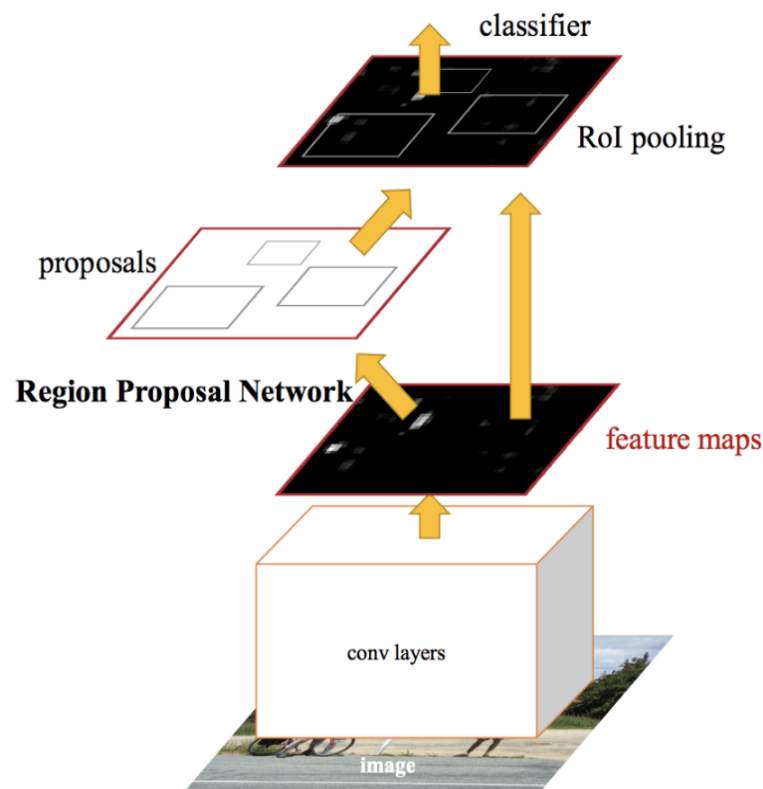 classifier
RoI pooling
proposals
Region Proposal Network
feature maps
conv layers
image